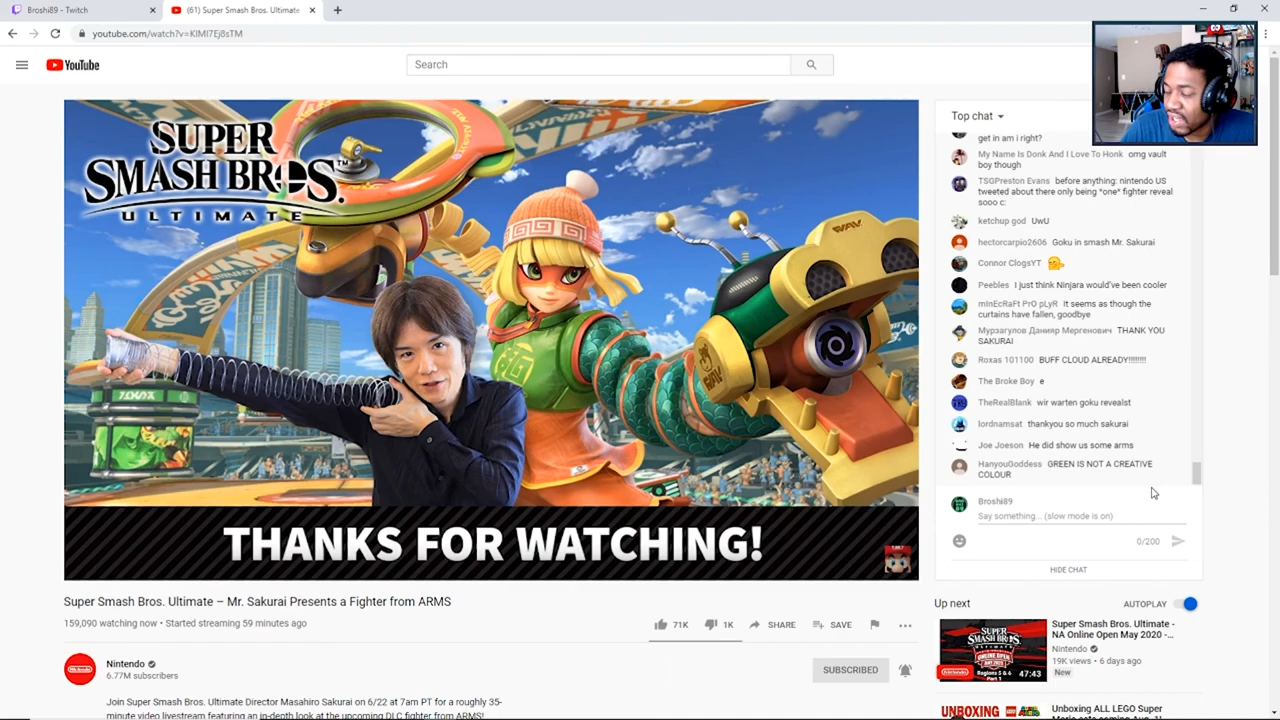 Broshi89 - Twitch
(61) Super Smash Bros. Ultimate
youtube.com/watch?v=KIMI7Ej8sTM
YouTube
Search
SUPER
SMASH BROS.™
ULTIMATE
THANKS FOR WATCHING!
Super Smash Bros. Ultimate – Mr. Sakurai Presents a Fighter from ARMS
159,090 watching now • Started streaming 59 minutes ago
71K
1K
SHARE
SAVE
Nintendo
6.77M subscribers
SUBSCRIBED
Join Super Smash Bros. Ultimate Director Masahiro Sakurai on 6/22 at 7am PT for a roughly 35-
minute video livestream featuring an in-depth look at the upcoming DLC fighter from ARMS!
Top chat
get in am i right?
My Name Is Donk And I Love To Honk omg vault
boy though
TSGPreston Evans before anything: nintendo US
tweeted about there only being *one* fighter reveal
sooo c:
ketchup god UwU
hectorcarpio2606 Goku in smash Mr. Sakurai
Connor ClogsYT
Peebles I just think Ninjara would've been cooler
mInEcRaFt PrO pLyR It seems as though the
curtains have fallen, goodbye
Мурзагулов Данияр Мергенович THANK YOU
SAKURAI
Roxas 101100 BUFF CLOUD ALREADY!!!!!!!!
The Broke Boy e
TheRealBlank wir warten goku revealst
lordnamsat thankyou so much sakurai
Joe Joeson He did show us some arms
HanyouGoddess GREEN IS NOT A CREATIVE
COLOUR
Broshi89
Say something... (slow mode is on)
0/200
HIDE CHAT
Up next
AUTOPLAY
Super Smash Bros. Ultimate -
NA Online Open May 2020 -...
Nintendo
19K views • 6 days ago
New
47:43
UNBOXING
Unboxing ALL LEGO Super